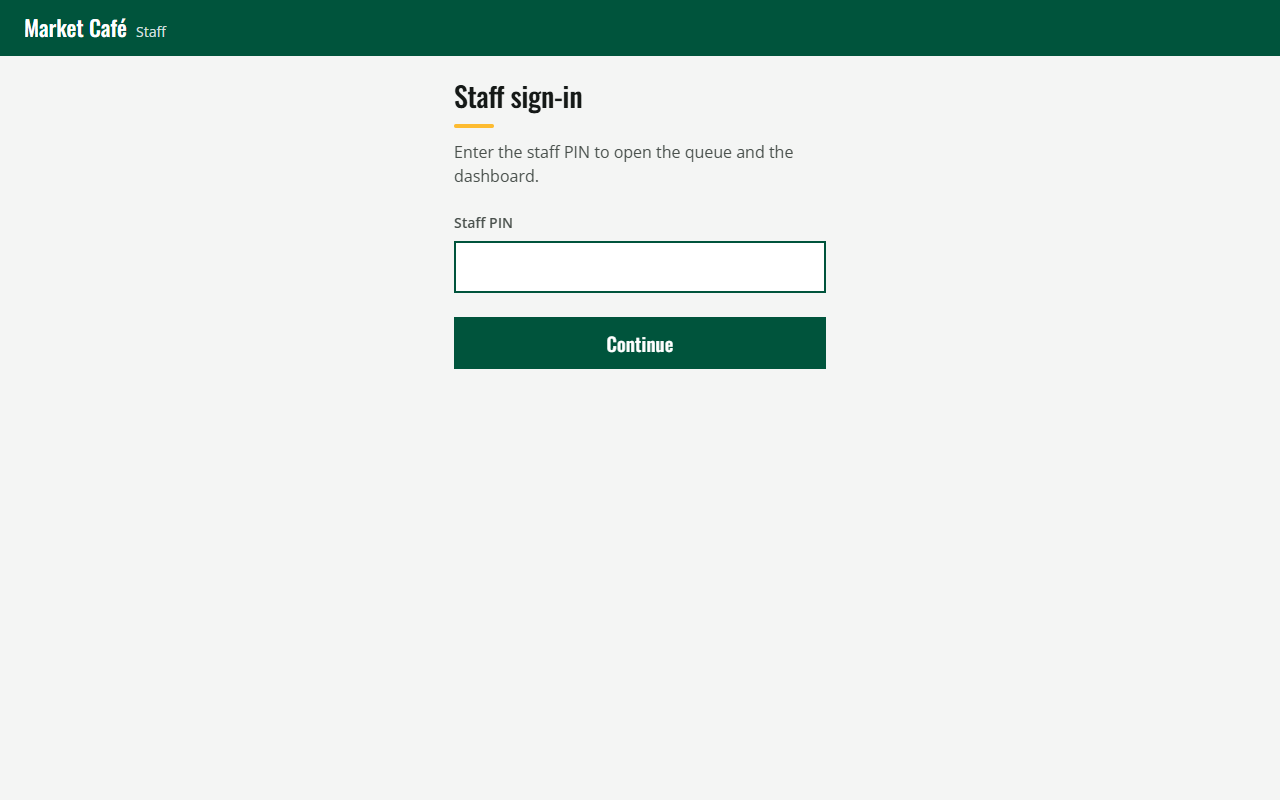 Market Café Staff
Staff sign-in
Enter the staff PIN to open the queue and the
dashboard.
Staff PIN
Continue